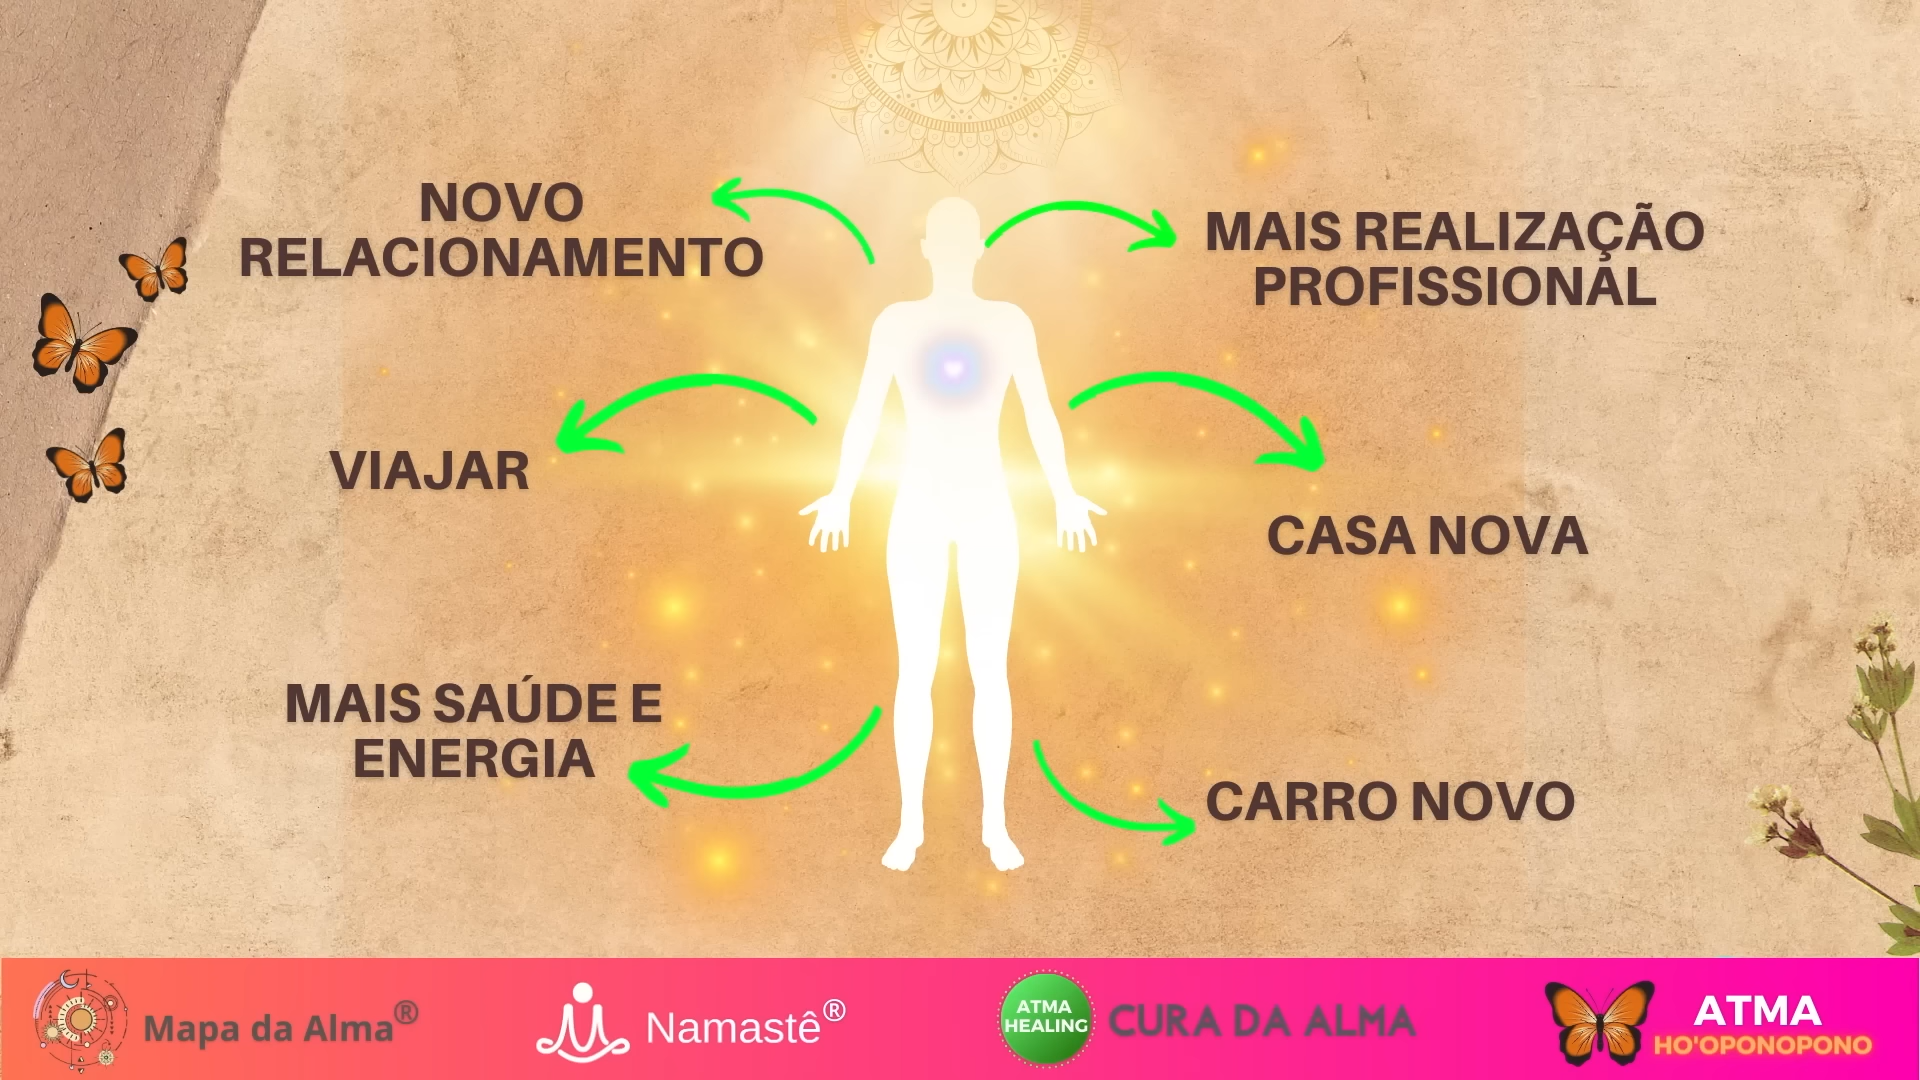 NOVO
RELACIONAMENTO
MAIS REALIZAÇÃO
PROFISSIONAL
VIAJAR
CASA NOVA
MAIS SAÚDE E
ENERGIA
CARRO NOVO
Mapa da Alma®
Namastê®
ATMA
HEALING
CURA DA ALMA
ATMA
HO'OPONOPONO